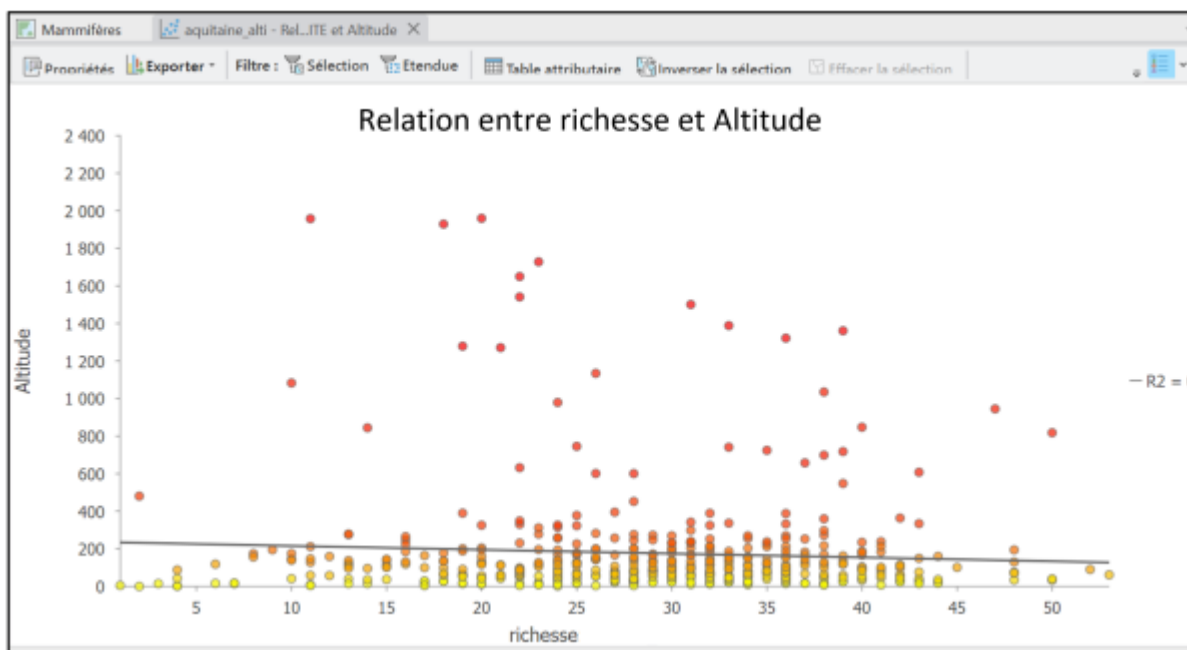 Mammifères aquitaine_alti - Rel...ITE et Altitude
Propriétés Exporter Filtre : Sélection Etendue Table attributaire Inverser la sélection Effacer la sélection
Relation entre richesse et Altitude
2 400
2 200
2 000
1 800
1 600
1 400
1 200
1 000
800
600
400
200
0
Altitude
R2 =
5 10 15 20 25 30 35 40 45 50
richesse